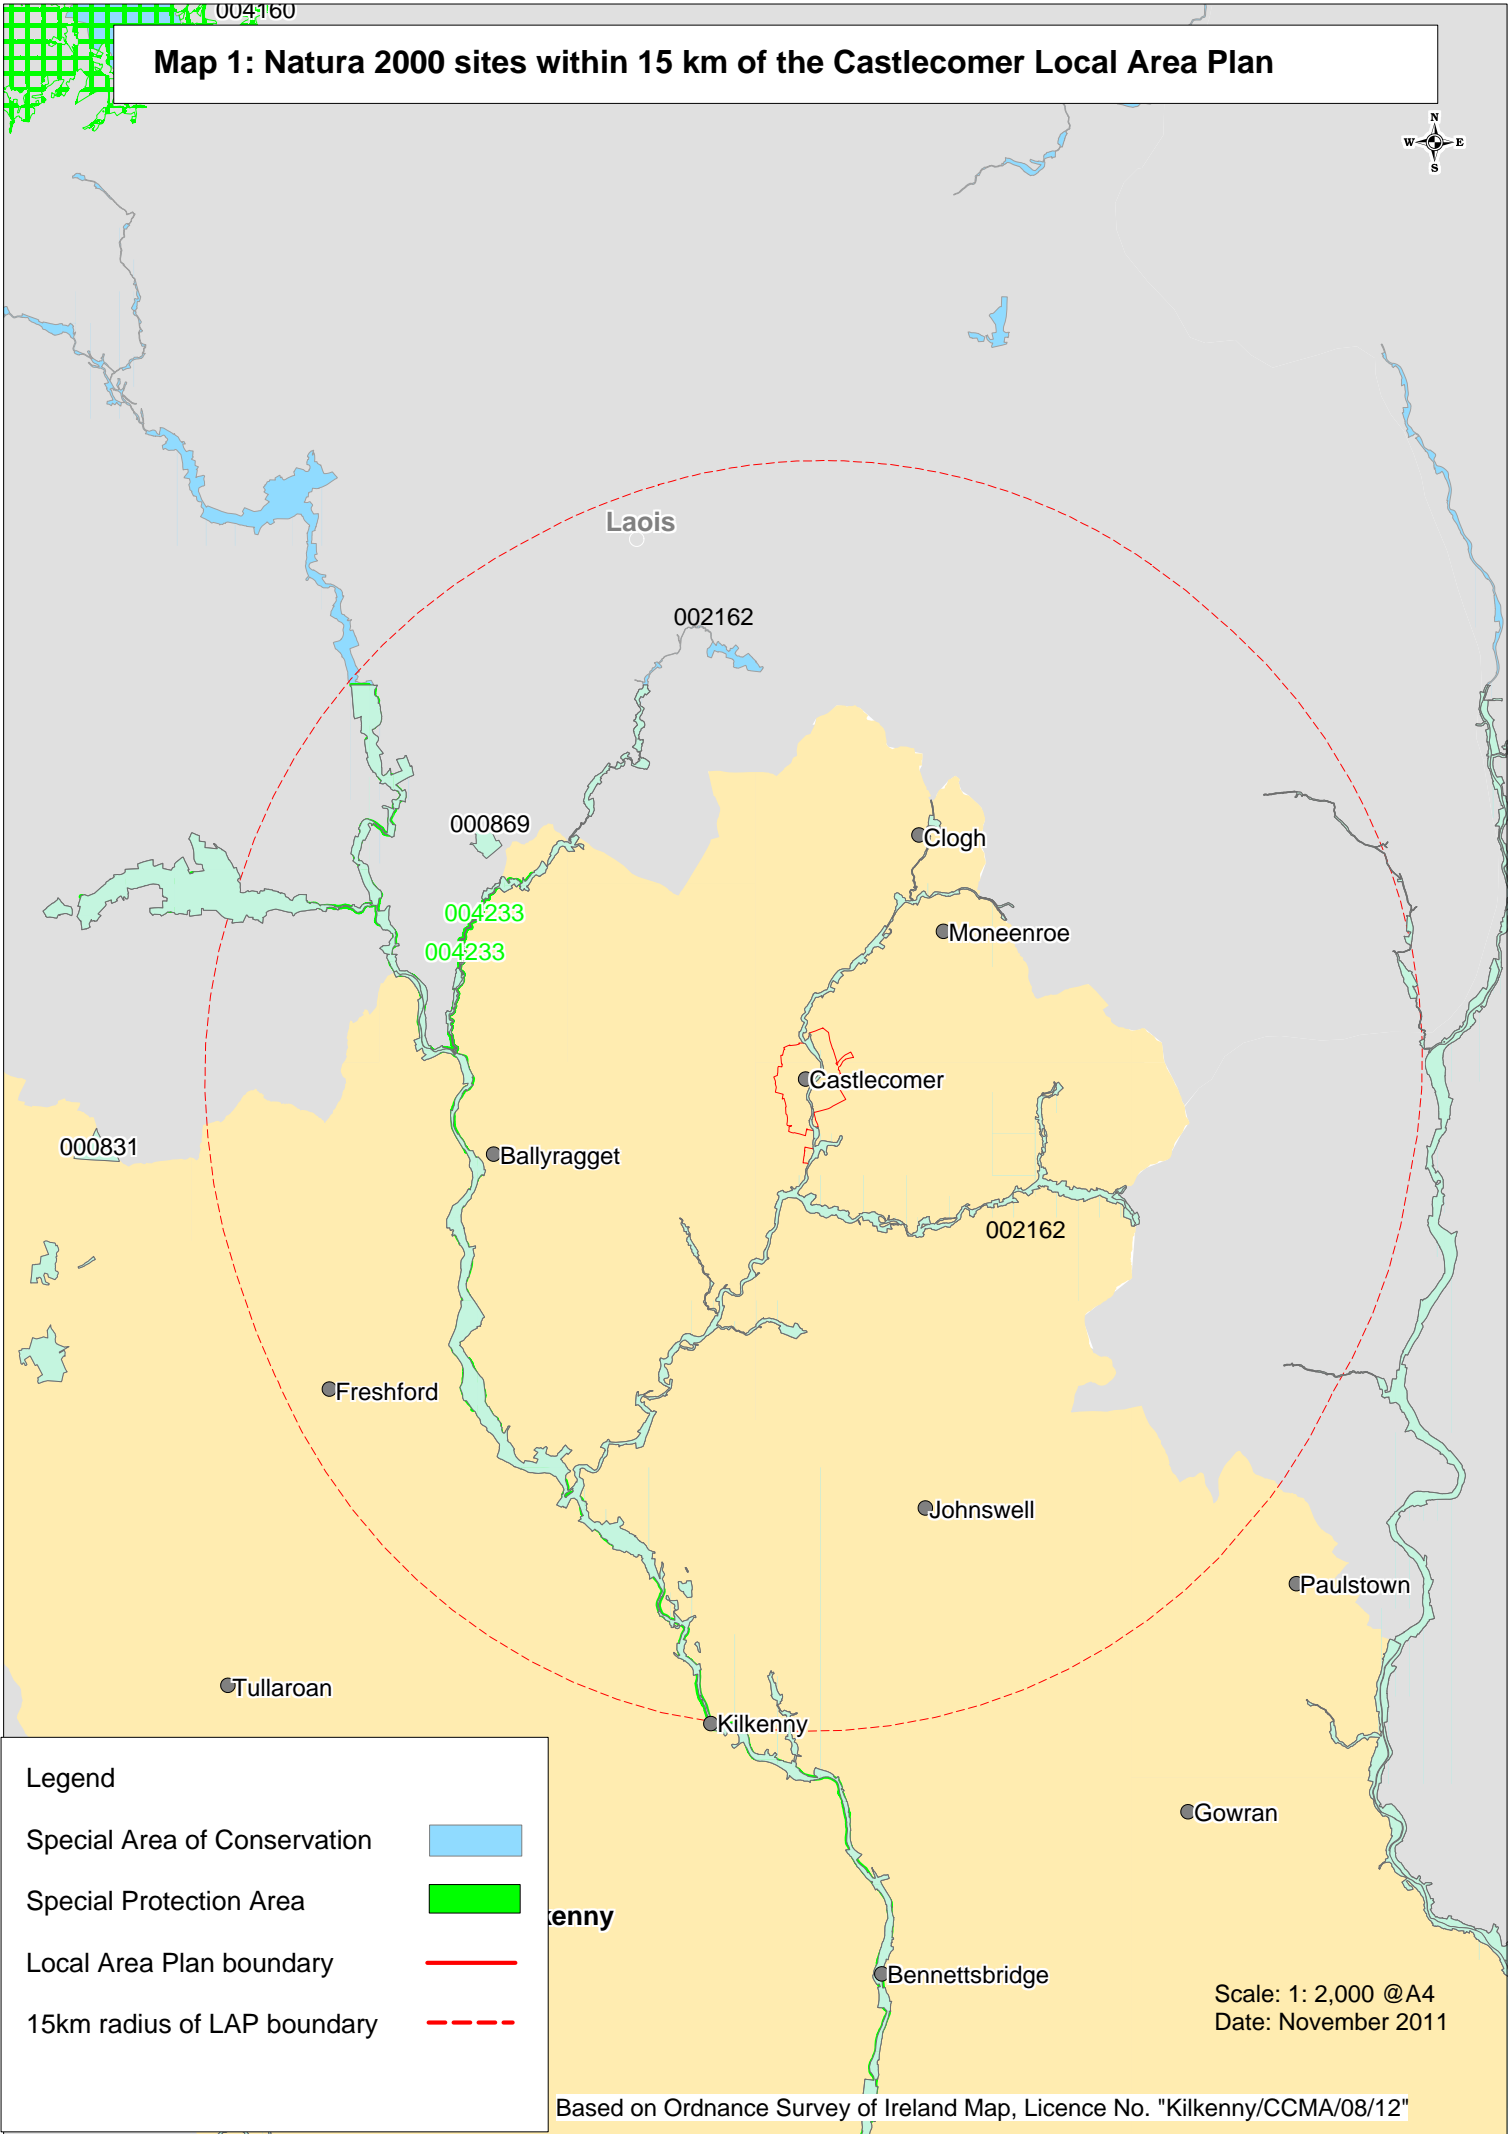 004160
Map 1: Natura 2000 sites within 15 km of the Castlecomer Local Area Plan
N
W E
S
Laois
002162
000869
Clogh
004233
Moneenroe
004233
Castlecomer
000831
Ballyragget
002162
Freshford
Johnswell
Paulstown
Tullaroan
Kilkenny
Legend
Gowran
Special Area of Conservation
Special Protection Area
kenny
Local Area Plan boundary
Bennettsbridge
Scale: 1: 2,000 @A4
15km radius of LAP boundary
Date: November 2011
Based on Ordnance Survey of Ireland Map, Licence No. "Kilkenny/CCMA/08/12"